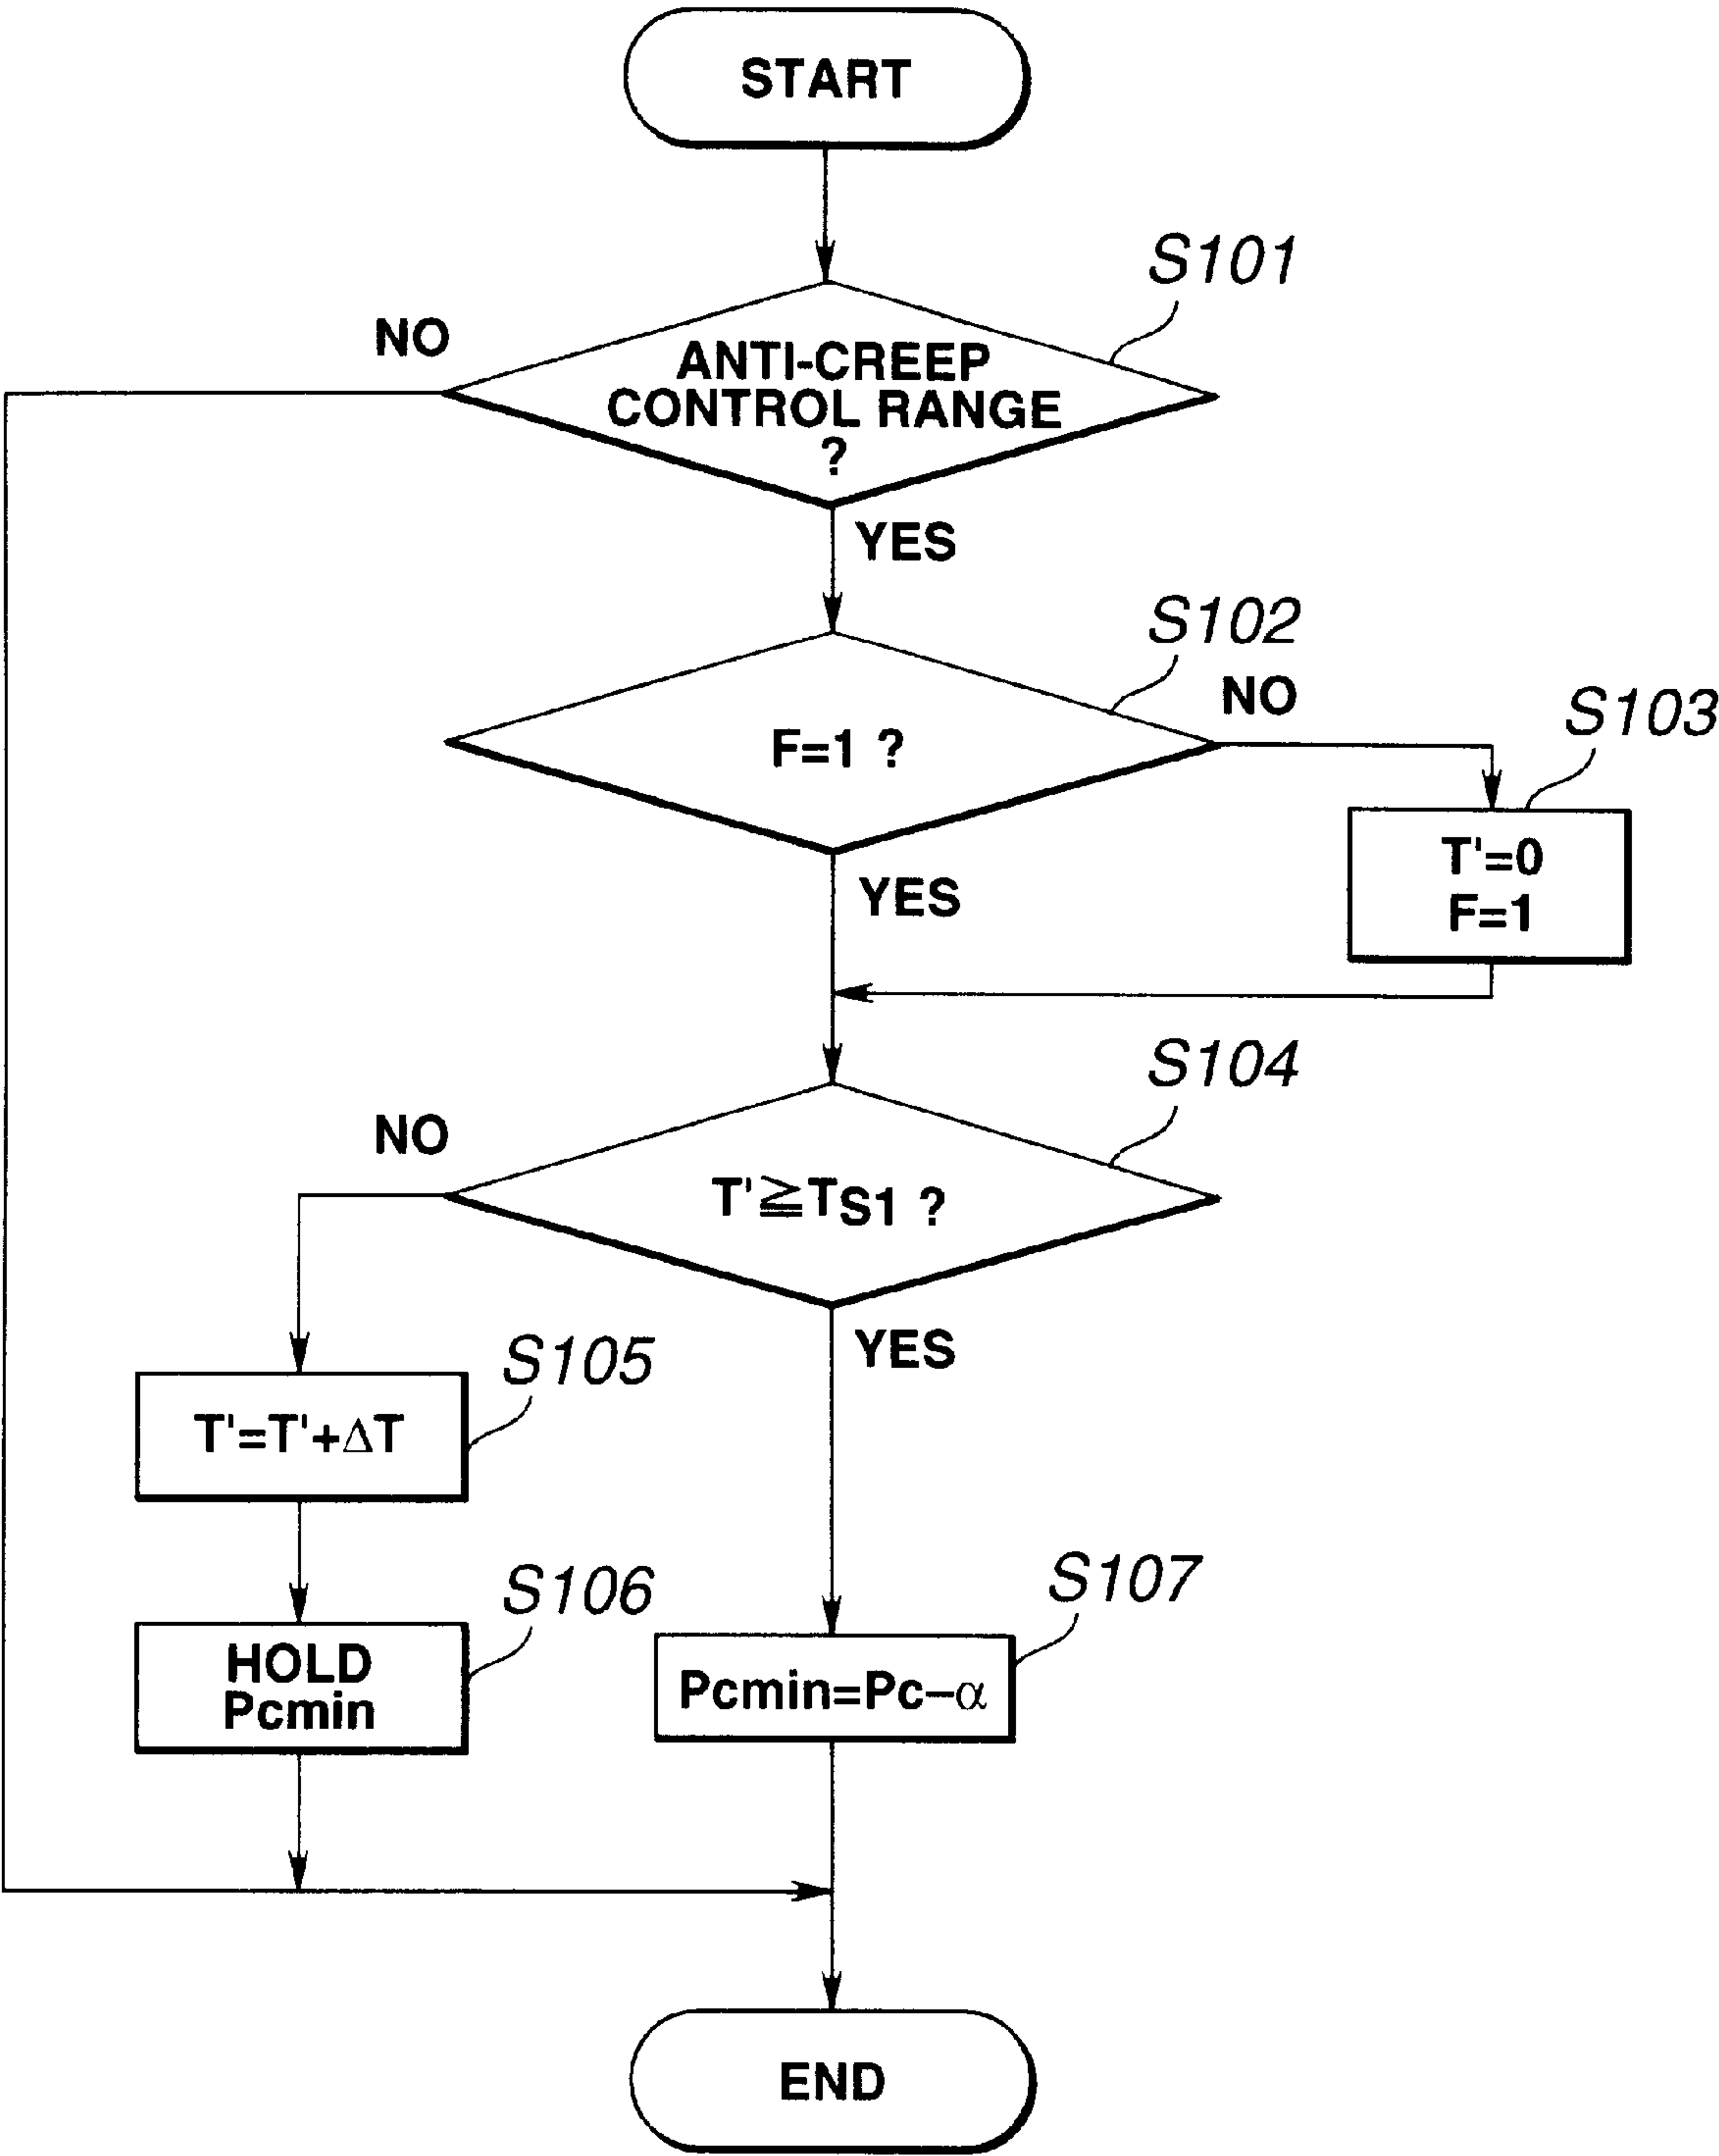 START
S101
NO
ANTI-CREEP
CONTROL RANGE
?
YES
S102
NO
F=1 ?
S103
T'=0
F=1
YES
S104
NO
T'≧TS1 ?
YES
S105
T'=T'+ΔT
S106
HOLD
Pcmin
S107
Pcmin=Pc−α
END